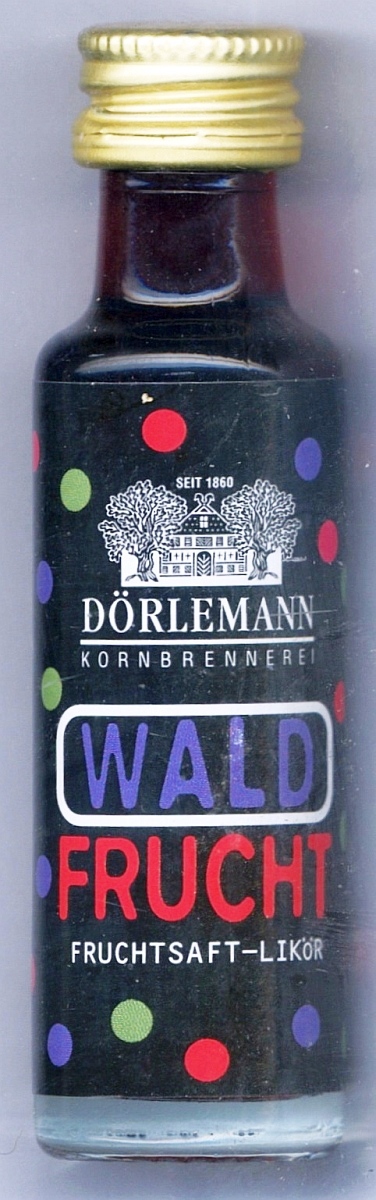 SEIT 1860
DÖRLEMANN
KORNBRENNEREI
WALD
FRUCHT
FRUCHTSAFT-LIKÖR